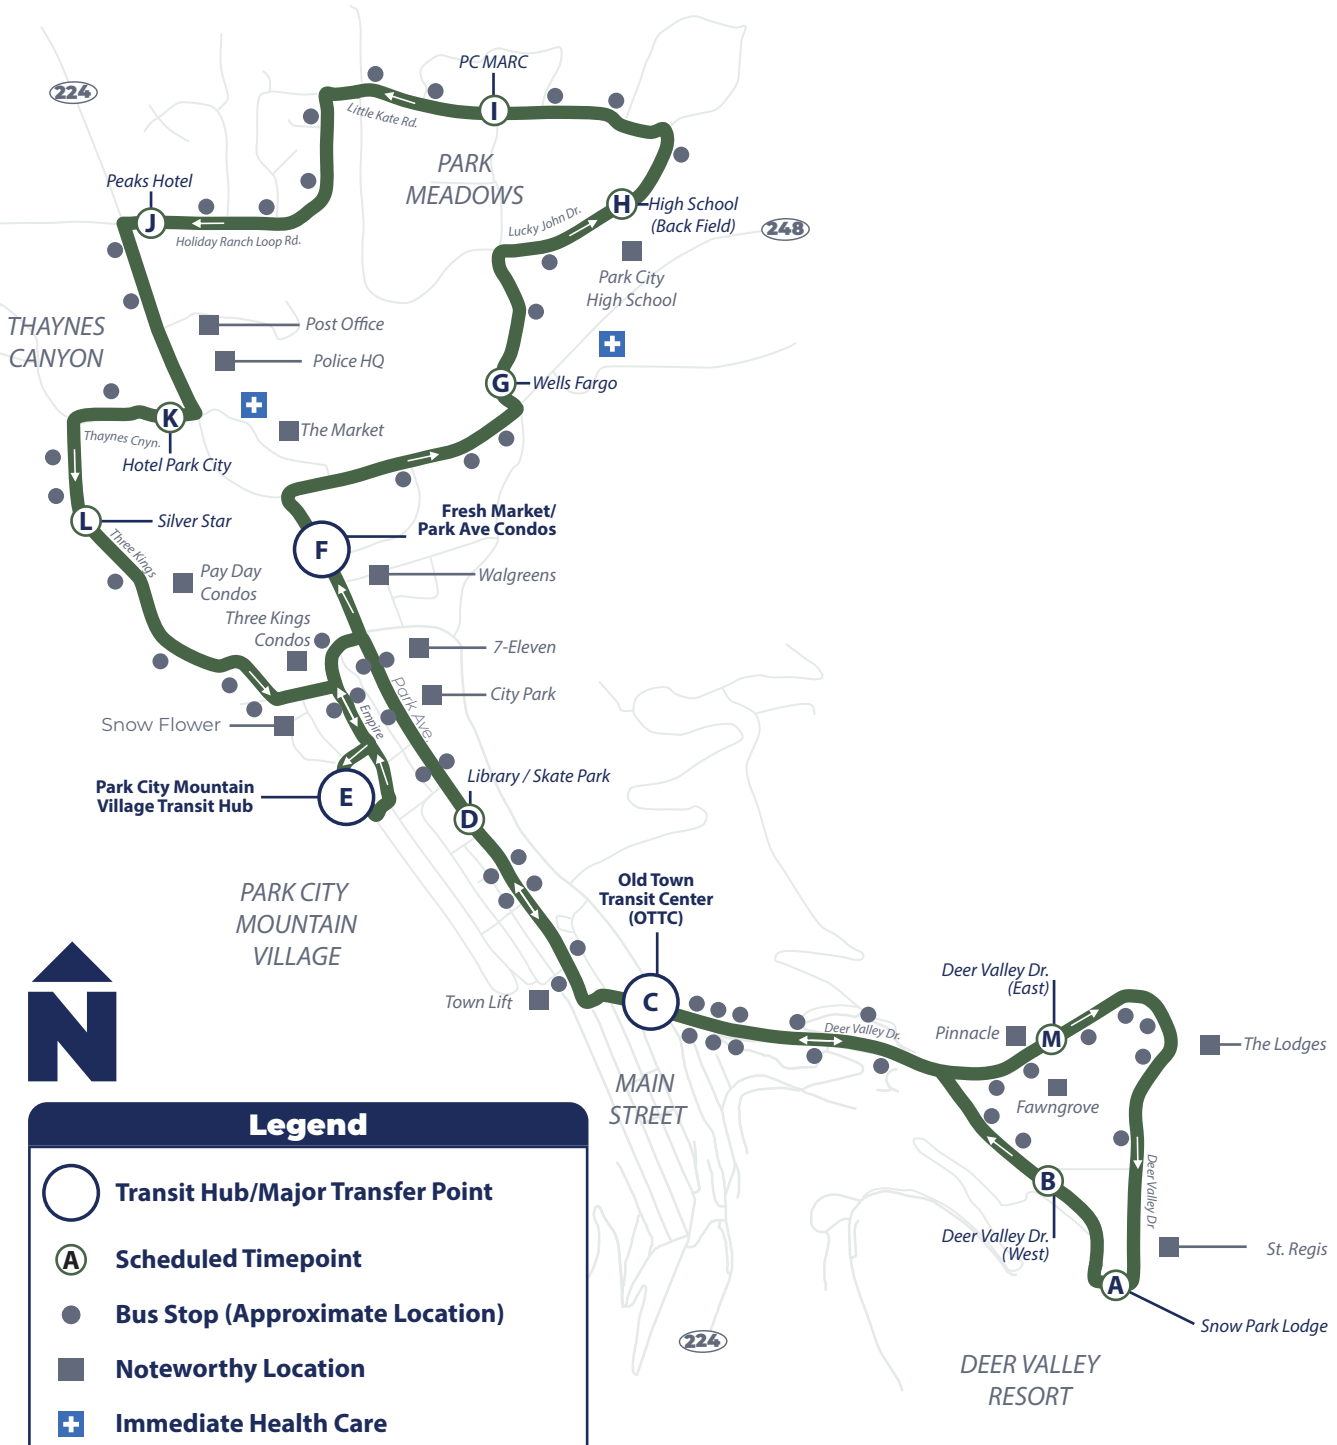 PC MARC
224
I
Little Kate Rd.
PARK
MEADOWS
Peaks Hotel
J
Holiday Ranch Loop Rd.
H
High School
(Back Field)
Lucky John Dr.
248
Park City
High School
THAYNES
CANYON
Post Office
Police HQ
G
Wells Fargo
K
The Market
Thaynes Cnyn.
Hotel Park City
L
Silver Star
Three Kings
Fresh Market/
Park Ave Condos
F
Pay Day
Condos
Walgreens
Three Kings
Condos
7-Eleven
City Park
Park Ave.
Empire
Snow Flower
Park City Mountain
Village Transit Hub
E
Library / Skate Park
D
PARK CITY
MOUNTAIN
VILLAGE
Old Town
Transit Center
(OTTC)
C
Town Lift
Deer Valley Dr.
Deer Valley Dr.
(East)
Pinnacle
M
The Lodges
Fawngrove
MAIN
STREET
B
Deer Valley Dr
Deer Valley Dr.
(West)
St. Regis
A
Snow Park Lodge
224
DEER VALLEY
RESORT
N
Legend
Transit Hub/Major Transfer Point
A
Scheduled Timepoint
Bus Stop (Approximate Location)
Noteworthy Location
Immediate Health Care